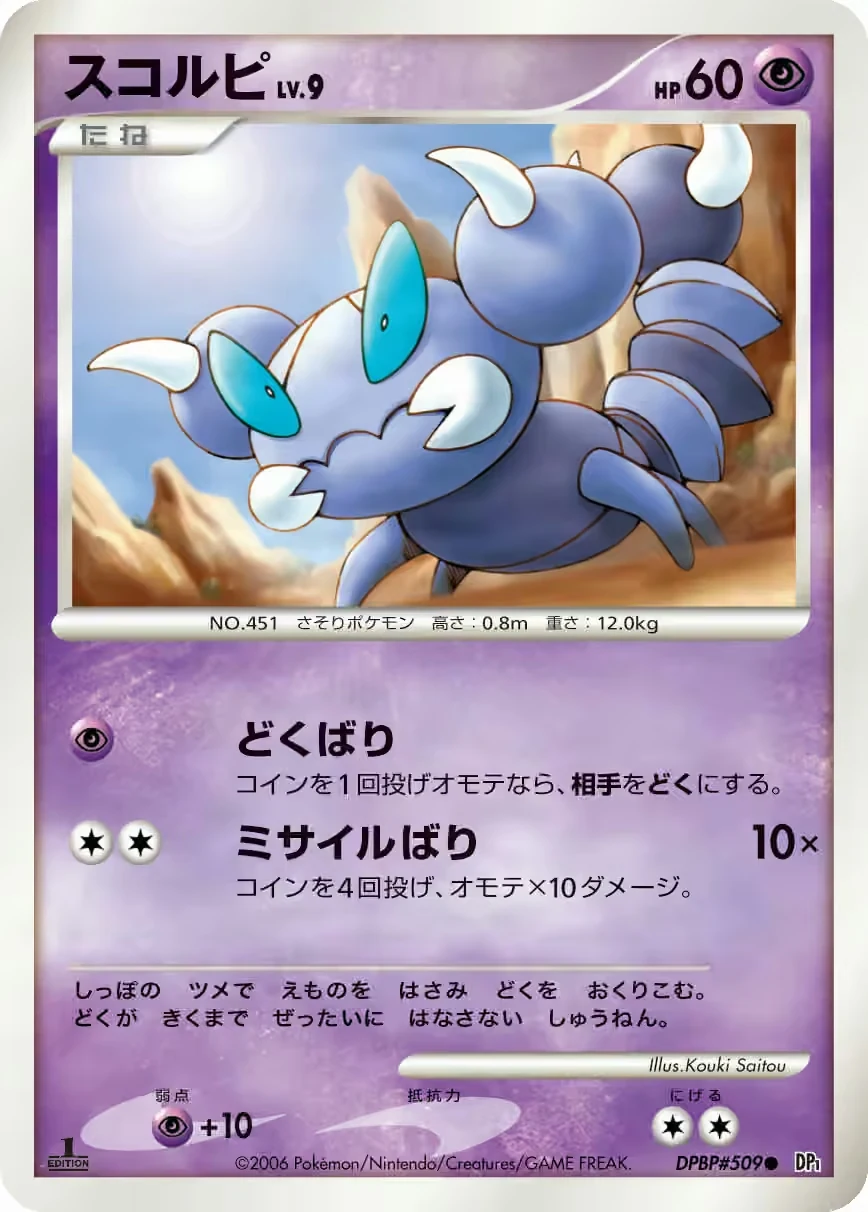 スコルピ LV.9 HP60
たね
NO.451 さそりポケモン 高さ：0.8m 重さ：12.0kg
どくばり
コインを1回投げオモテなら、相手をどくにする。
ミサイルばり 10×
コインを4回投げ、オモテ×10ダメージ。
しっぽの ツメで えものを はさみ どくを おくりこむ。
どくが きくまで ぜったいに はなさない しゅうねん。
Illus.Kouki Saitou
弱点 抵抗力 にげる
+10
1 EDITION
©2006 Pokémon/Nintendo/Creatures/GAME FREAK. DPBP#509● DP1